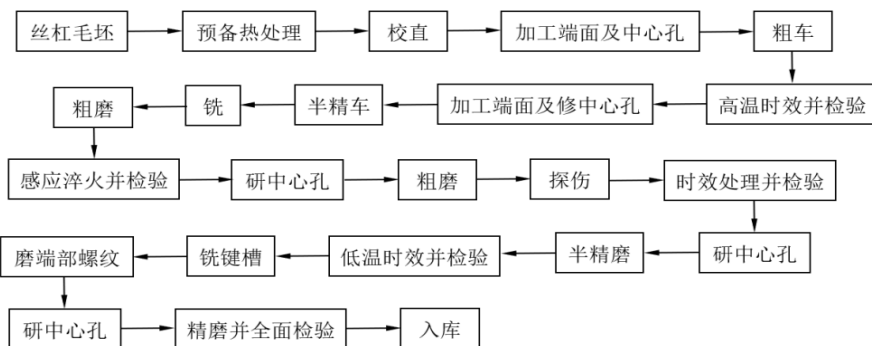 丝杠毛坯
预备热处理
校直
加工端面及中心孔
粗车
高温时效并检验
加工端面及修中心孔
半精车
铣
粗磨
感应淬火并检验
研中心孔
粗磨
探伤
时效处理并检验
研中心孔
半精磨
低温时效并检验
铣键槽
磨端部螺纹
研中心孔
精磨并全面检验
入库